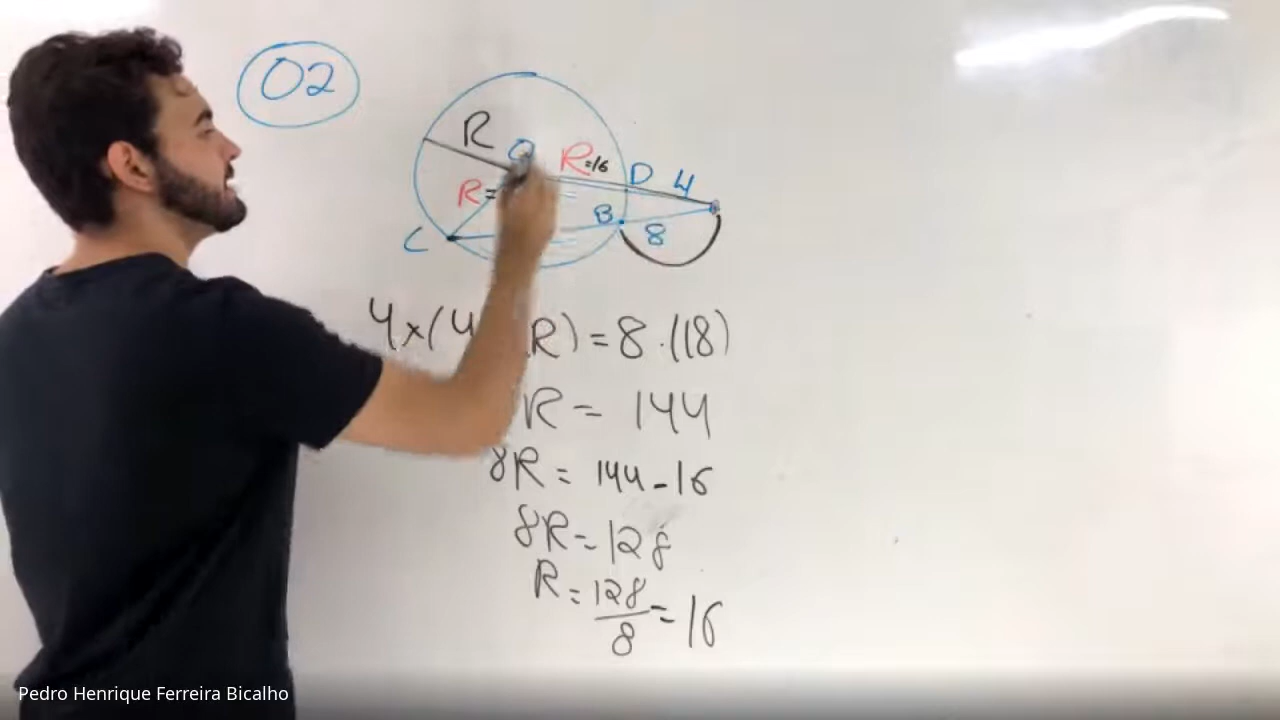 02
R O R=16 D 4
R=
C B 8
4×(4 R) = 8.(18)
R = 144
8R = 144-16
8R = 128
R = 128/8 = 16
Pedro Henrique Ferreira Bicalho